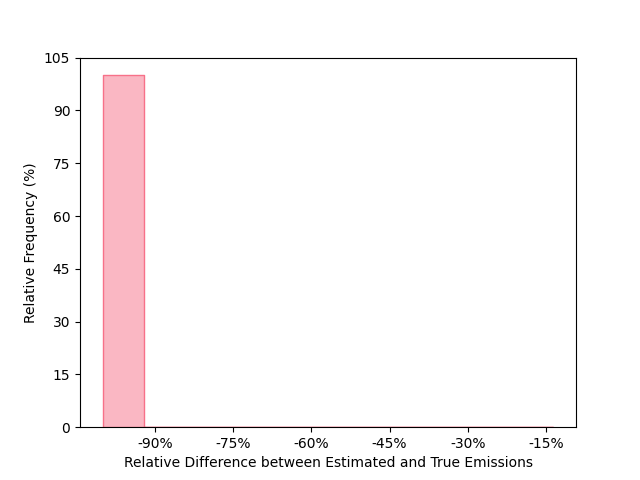 105
90
75
60
45
30
15
0
Relative Frequency (%)
-90% -75% -60% -45% -30% -15%
Relative Difference between Estimated and True Emissions